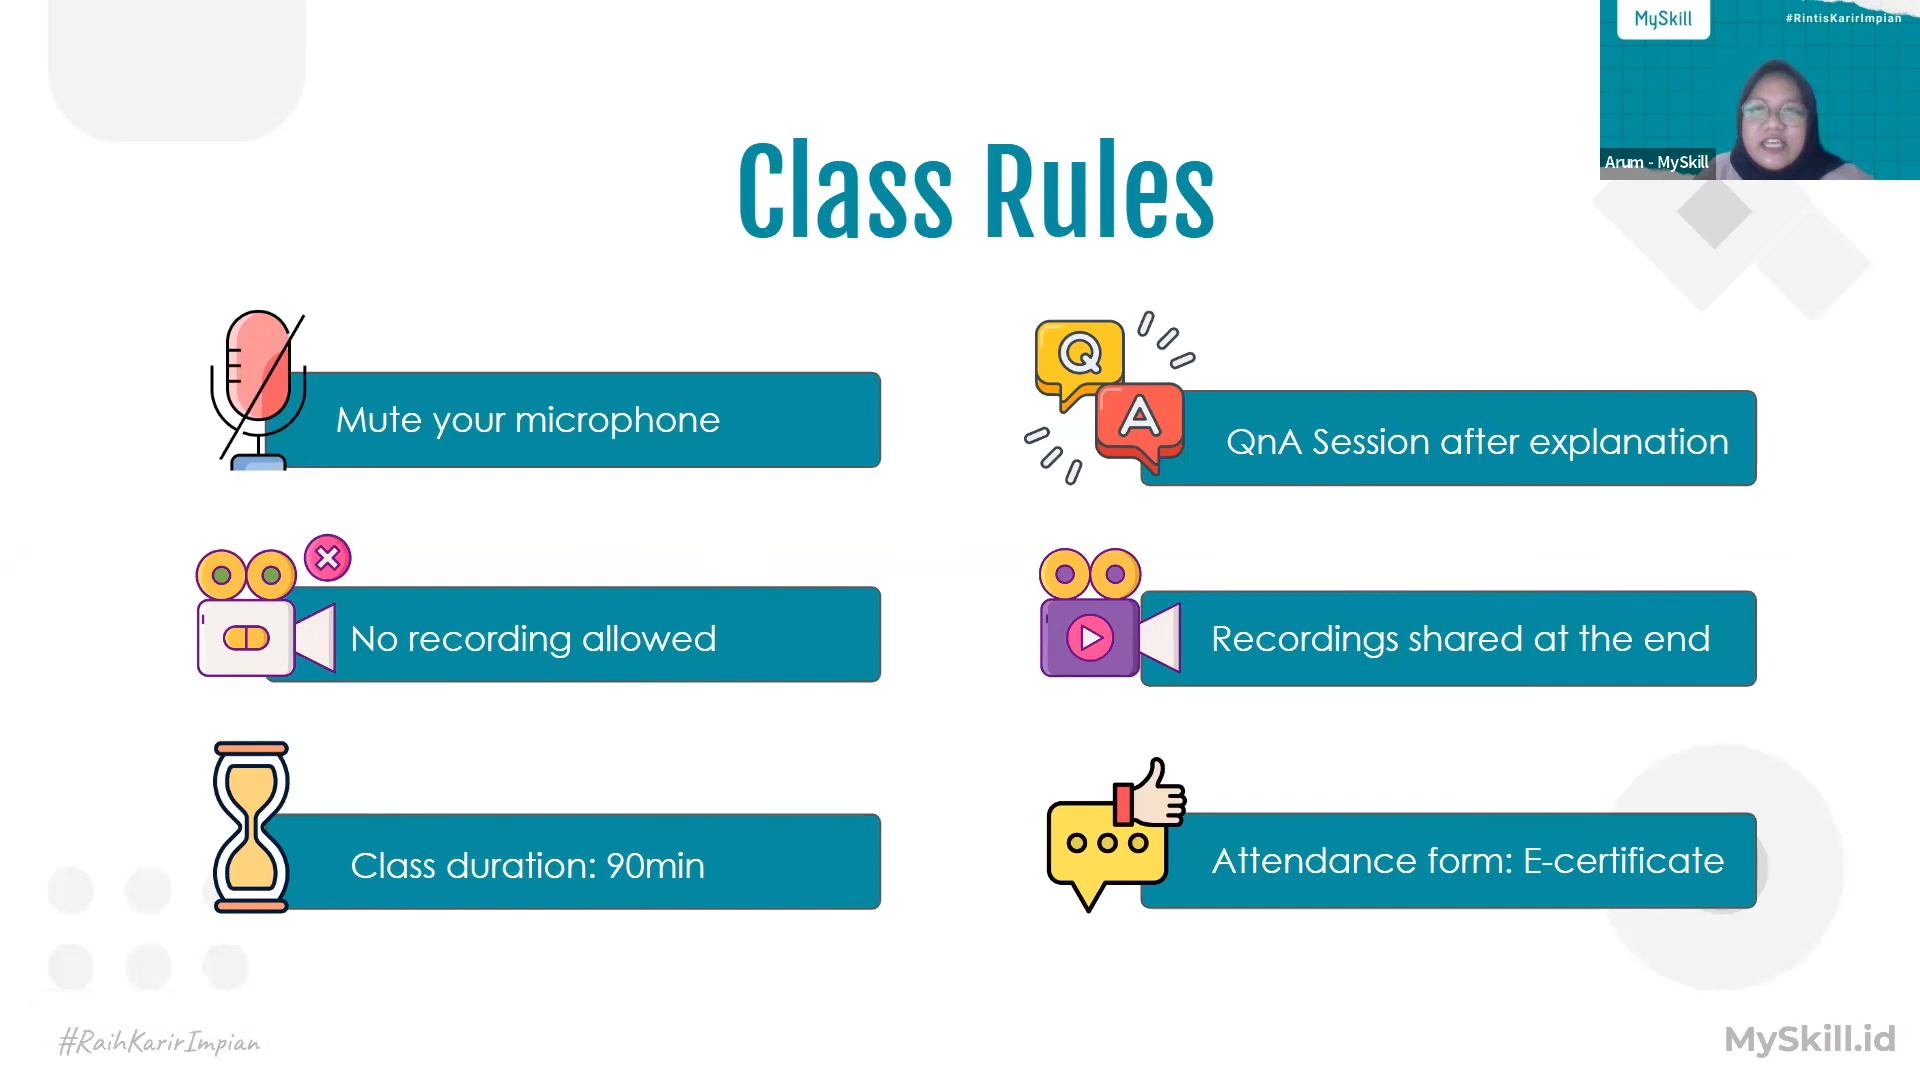 MySkill
#RintisKarirImpian
Arum - MySkill
Class Rules
Mute your microphone
Q
A
QnA Session after explanation
No recording allowed
Recordings shared at the end
Class duration: 90min
Attendance form: E-certificate
#RaihKarirImpian
MySkill.id